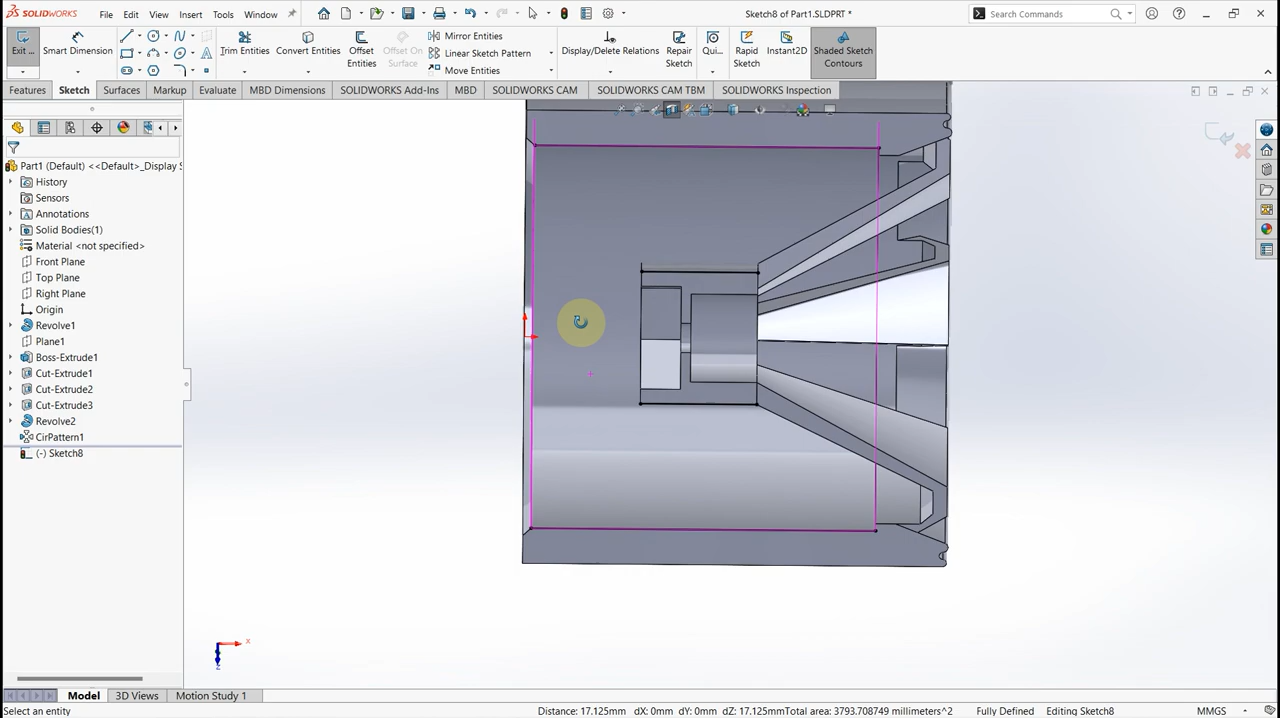 SOLIDWORKS File Edit View Insert Tools Window Sketch8 of Part1.SLDPRT * Search Commands
Exit ... Smart Dimension Trim Entities Convert Entities Offset Entities Offset On Surface Mirror Entities Linear Sketch Pattern Move Entities Display/Delete Relations Repair Sketch Qui... Rapid Sketch Instant2D Shaded Sketch Contours
Features Sketch Surfaces Markup Evaluate MBD Dimensions SOLIDWORKS Add-Ins MBD SOLIDWORKS CAM SOLIDWORKS CAM TBM SOLIDWORKS Inspection
Part1 (Default) <<Default>_Display S
History
Sensors
Annotations
Solid Bodies(1)
Material <not specified>
Front Plane
Top Plane
Right Plane
Origin
Revolve1
Plane1
Boss-Extrude1
Cut-Extrude1
Cut-Extrude2
Cut-Extrude3
Revolve2
CirPattern1
(-) Sketch8
x
z
Model 3D Views Motion Study 1
Select an entity Distance: 17.125mm dX: 0mm dY: 0mm dZ: 17.125mmTotal area: 3793.708749 millimeters^2 Fully Defined Editing Sketch8 MMGS